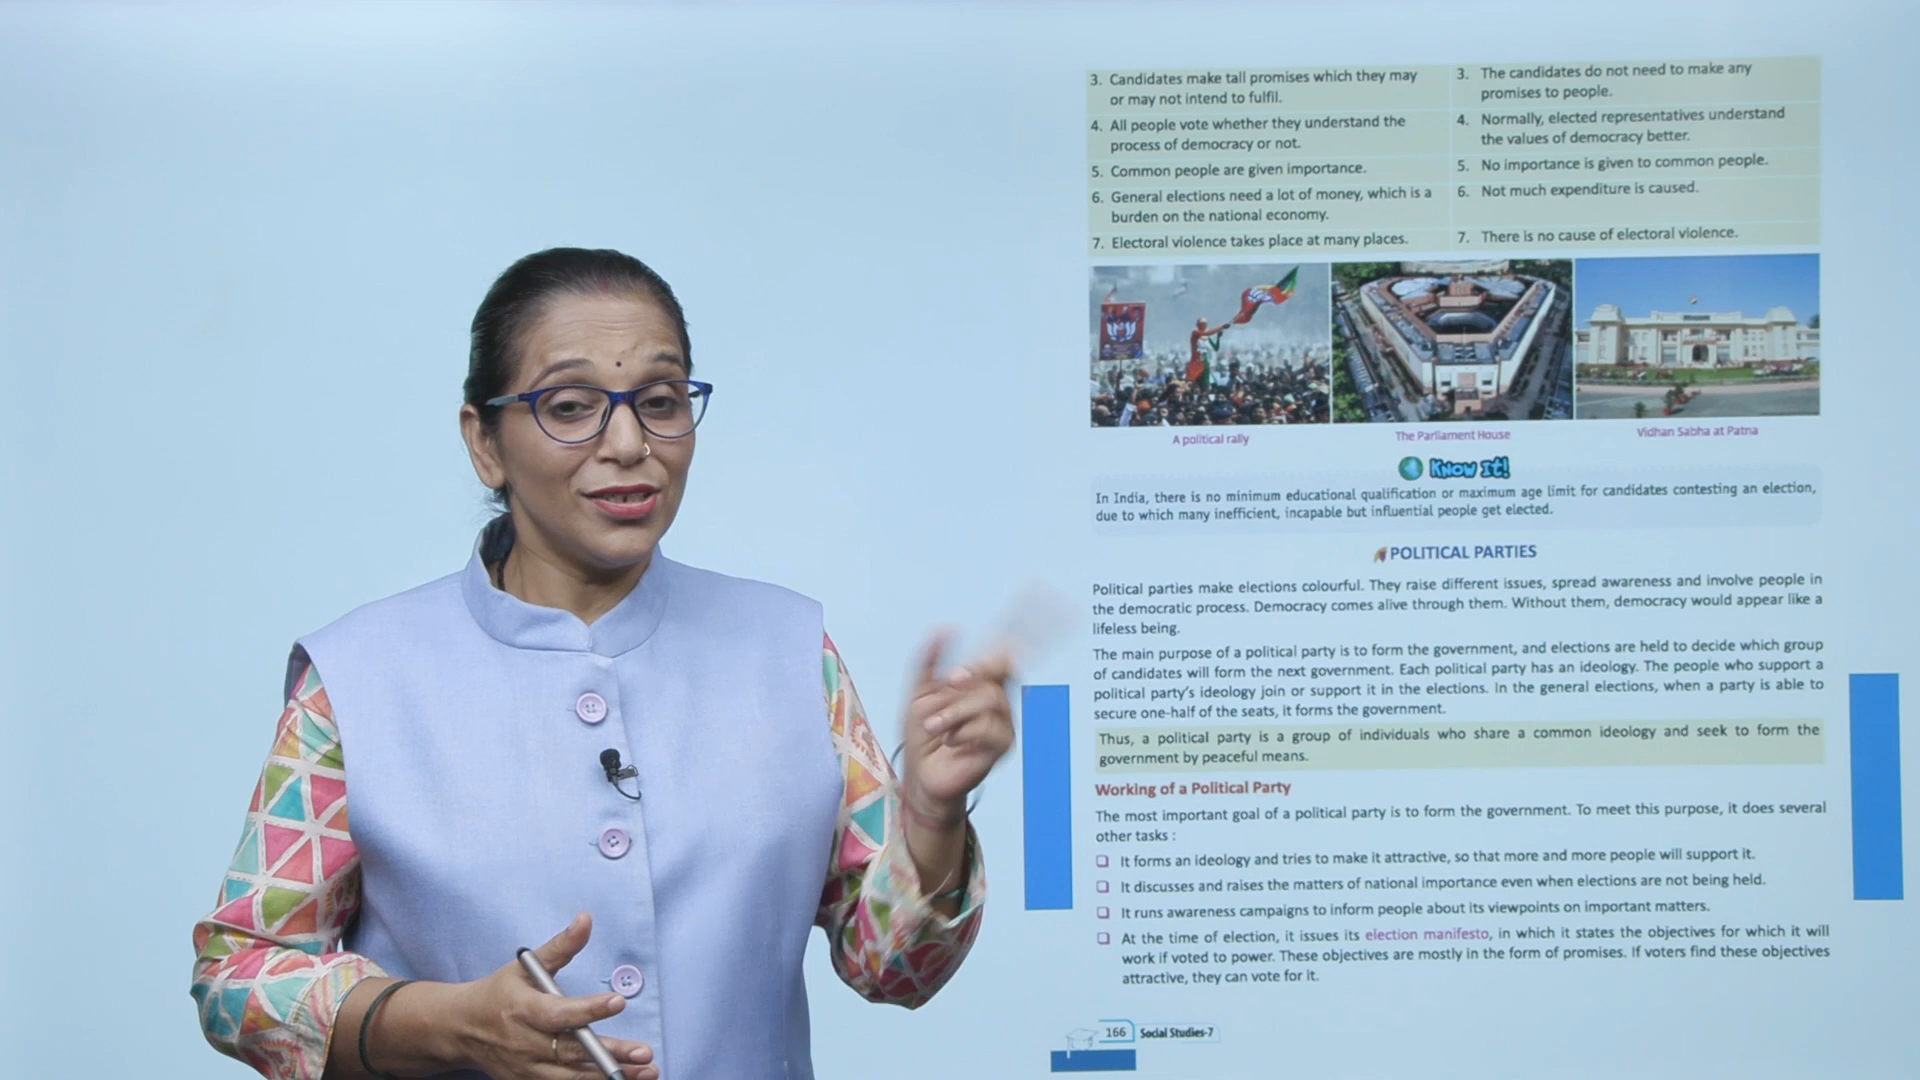 3. Candidates make tall promises which they may
or may not intend to fulfil.
4. All people vote whether they understand the
process of democracy or not.
5. Common people are given importance.
6. General elections need a lot of money, which is a
burden on the national economy.
7. Electoral violence takes place at many places.
3. The candidates do not need to make any
promises to people.
4. Normally, elected representatives understand
the values of democracy better.
5. No importance is given to common people.
6. Not much expenditure is caused.
7. There is no cause of electoral violence.
A political rally
The Parliament House
Vidhan Sabha at Patna
Know It!
In India, there is no minimum educational qualification or maximum age limit for candidates contesting an election,
due to which many inefficient, incapable but influential people get elected.
POLITICAL PARTIES
Political parties make elections colourful. They raise different issues, spread awareness and involve people in
the democratic process. Democracy comes alive through them. Without them, democracy would appear like a
lifeless being.
The main purpose of a political party is to form the government, and elections are held to decide which group
of candidates will form the next government. Each political party has an ideology. The people who support a
political party's ideology join or support it in the elections. In the general elections, when a party is able to
secure one-half of the seats, it forms the government.
Thus, a political party is a group of individuals who share a common ideology and seek to form the
government by peaceful means.
Working of a Political Party
The most important goal of a political party is to form the government. To meet this purpose, it does several
other tasks :
❑ It forms an ideology and tries to make it attractive, so that more and more people will support it.
❑ It discusses and raises the matters of national importance even when elections are not being held.
❑ It runs awareness campaigns to inform people about its viewpoints on important matters.
❑ At the time of election, it issues its election manifesto, in which it states the objectives for which it will
work if voted to power. These objectives are mostly in the form of promises. If voters find these objectives
attractive, they can vote for it.
166 Social Studies-7